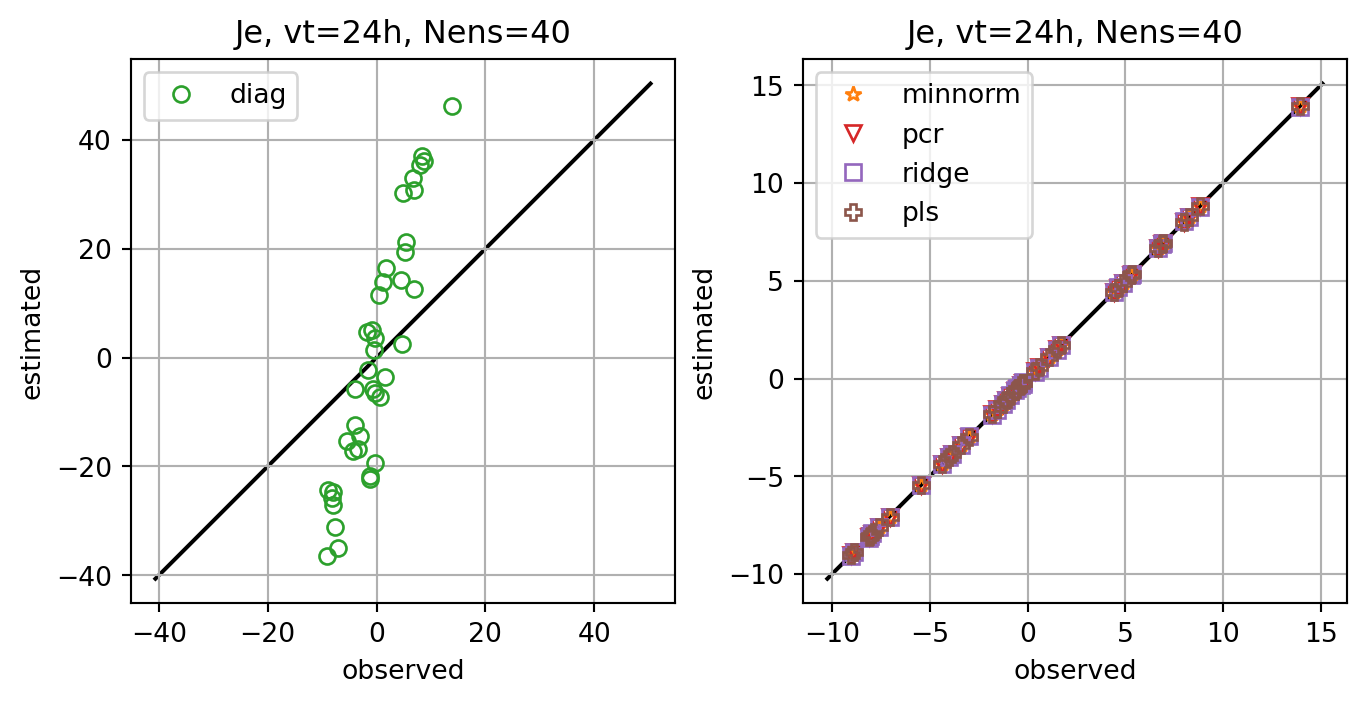 Je, vt=24h, Nens=40
diag
40
20
0
−20
−40
−40
−20
0
20
40
estimated
observed
Je, vt=24h, Nens=40
minnorm
pcr
ridge
pls
15
10
5
0
−5
−10
−10
−5
0
5
10
15
estimated
observed